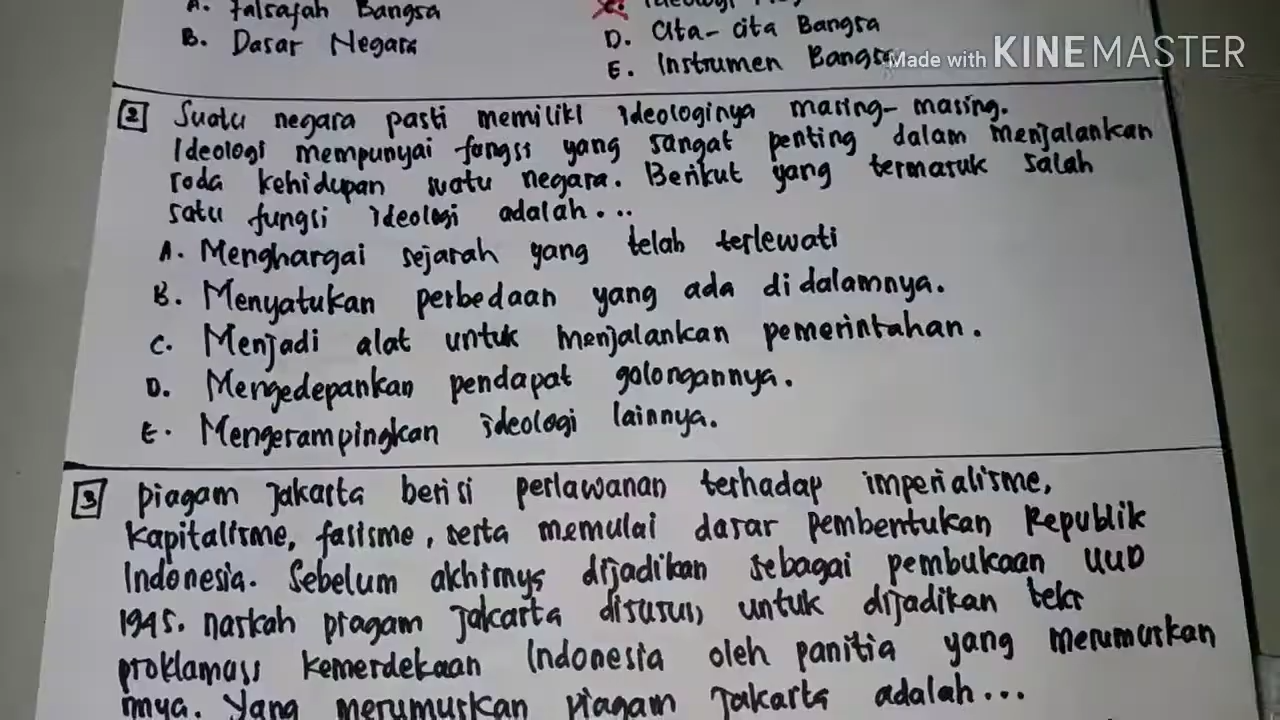 A. Falsafah Bangsa
B. Dasar Negara
D. Cita-cita Bangsa
E. Instrumen Bangsa
Made with KINEMASTER
2 Suatu negara pasti memiliki ideologinya masing-masing.
Ideologi mempunyai fungsi yang sangat penting dalam menjalankan
roda kehidupan suatu negara. Berikut yang termasuk salah
satu fungsi ideologi adalah...
A. Menghargai sejarah yang telah terlewati
B. Menyatukan perbedaan yang ada di dalamnya.
C. Menjadi alat untuk menjalankan pemerintahan.
D. Mengedepankan pendapat golongannya.
E. Mengerampingkan ideologi lainnya.
3 piagam Jakarta berisi perlawanan terhadap imperialisme,
kapitalisme, fasisme, serta memulai dasar pembentukan Republik
Indonesia. Sebelum akhirnya dijadikan sebagai pembukaan UUD
1945. naskah piagam Jakarta disusun untuk dijadikan teks
proklamasi kemerdekaan Indonesia oleh panitia yang merumuskan
nnya. Yang merumuskan piagam Jakarta adalah...